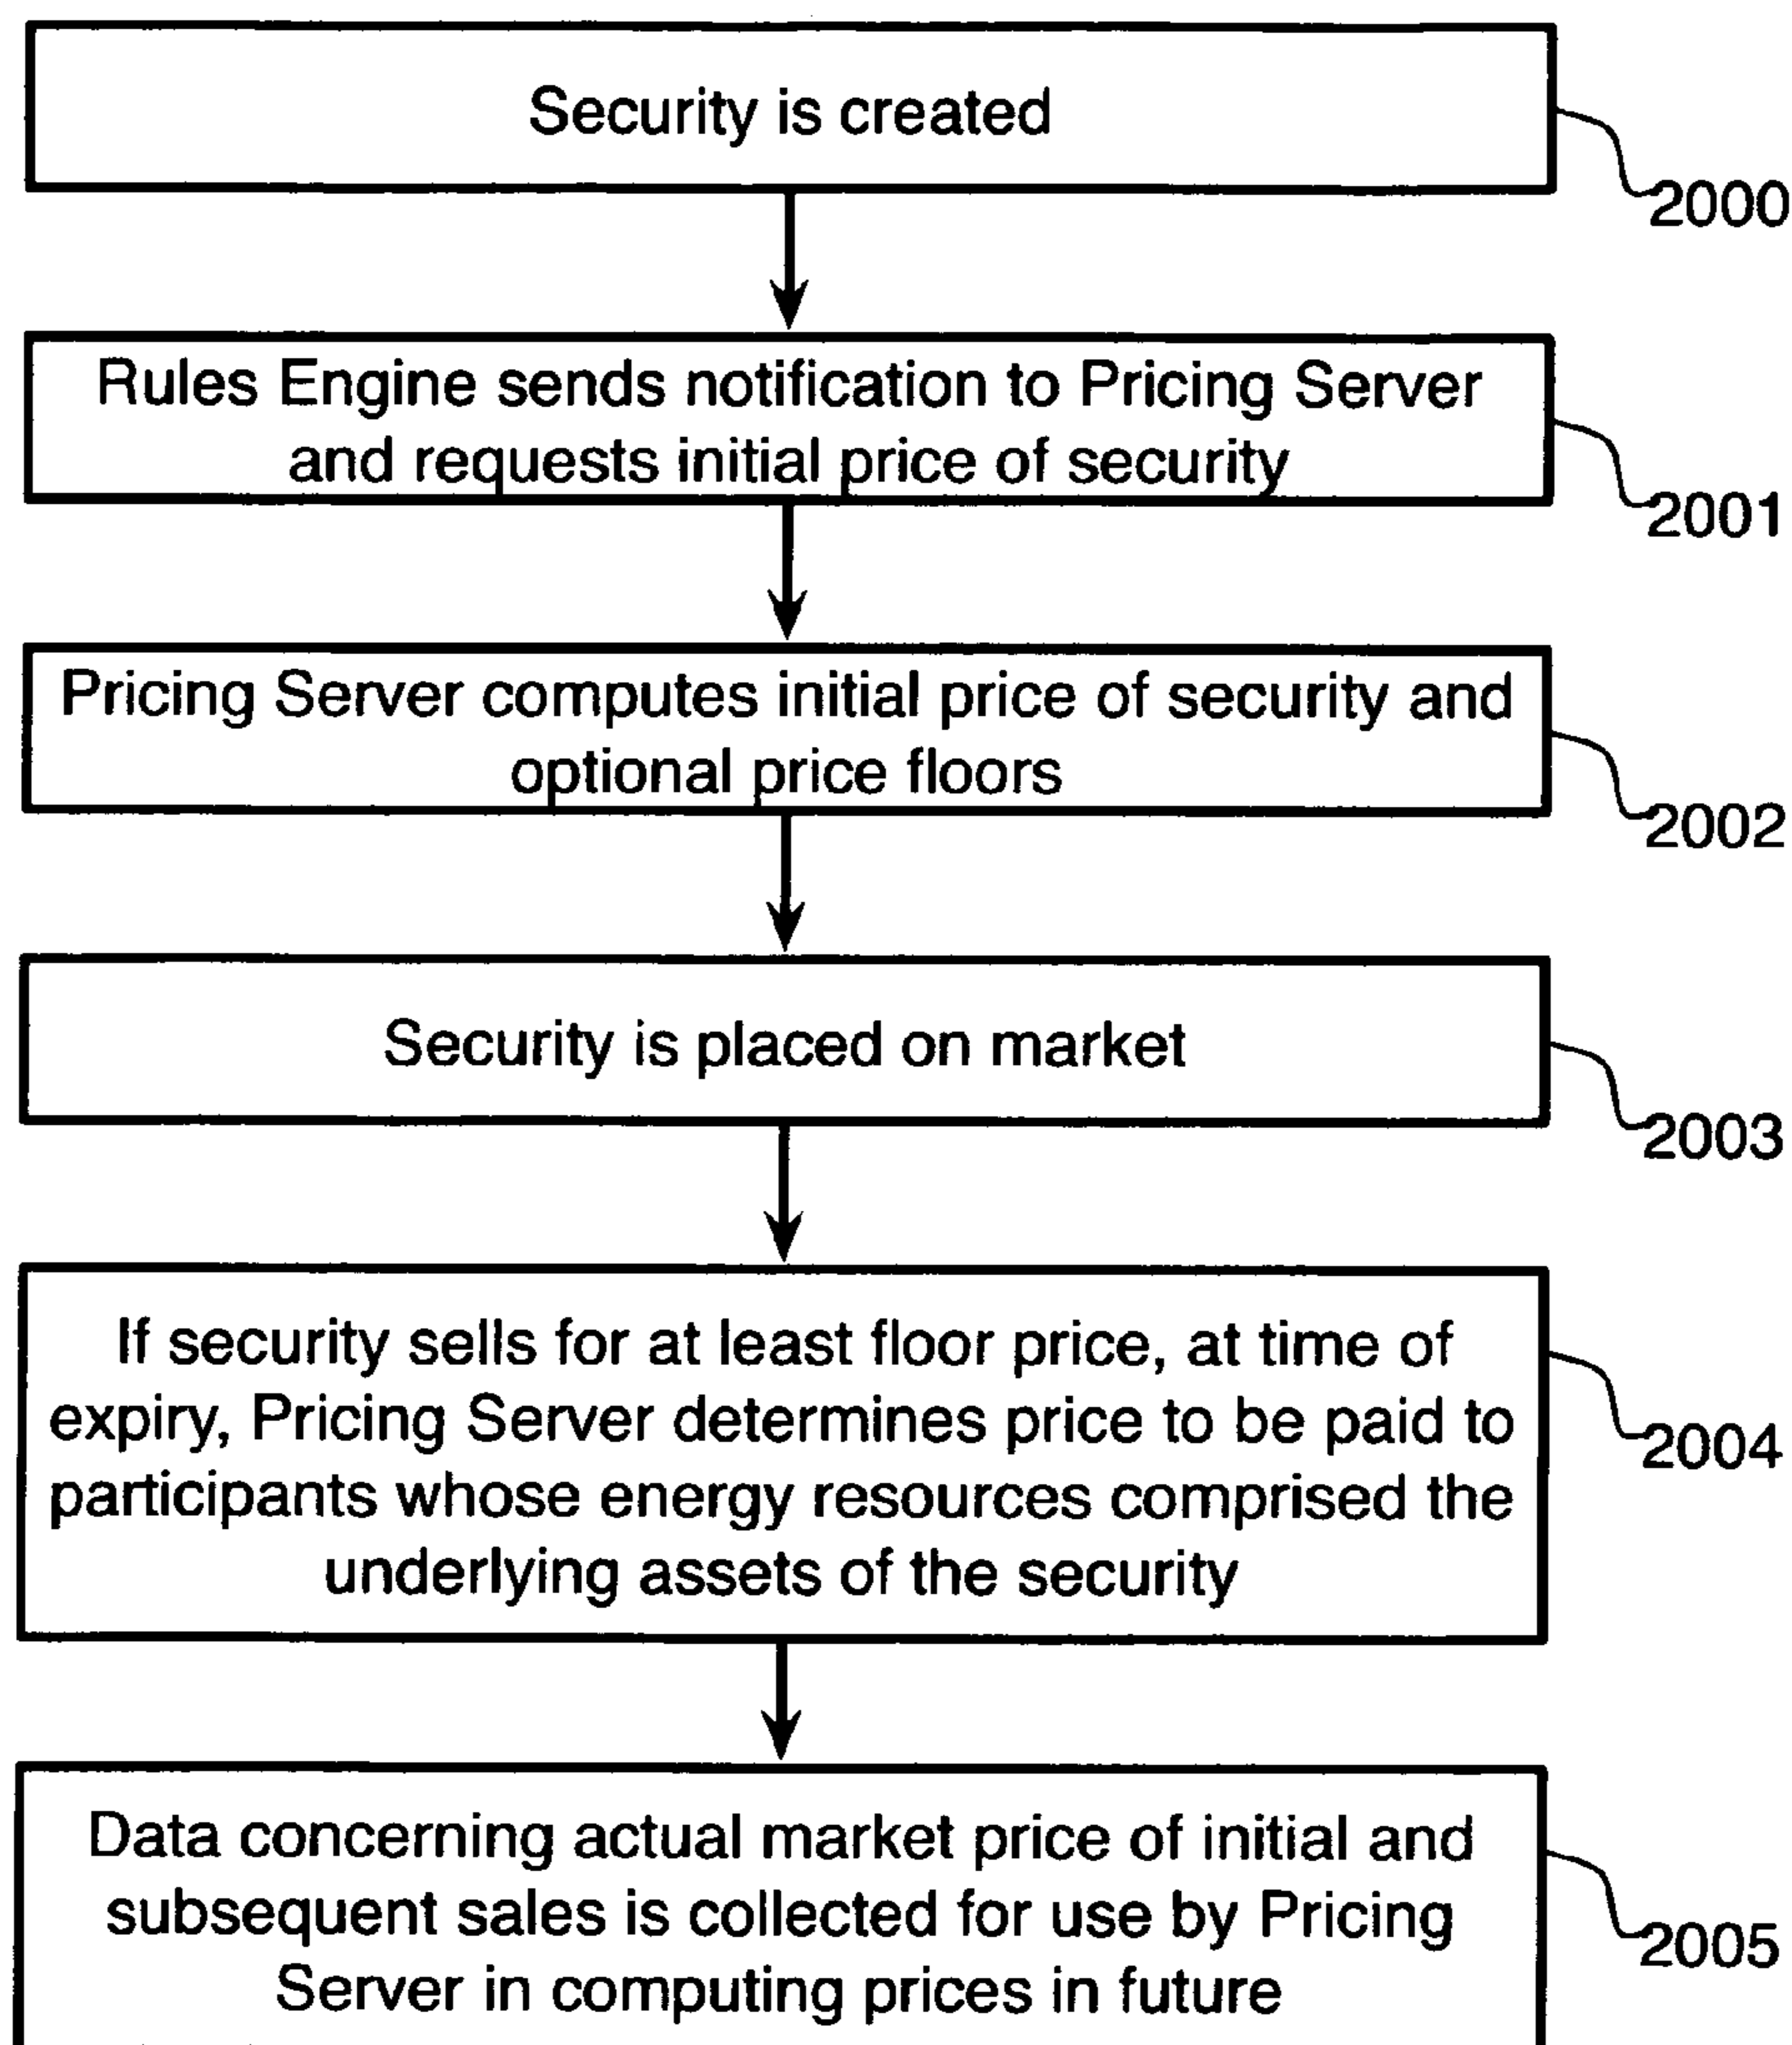 Security is created
2000
Rules Engine sends notification to Pricing Server
and requests initial price of security
2001
Pricing Server computes initial price of security and
optional price floors
2002
Security is placed on market
2003
If security sells for at least floor price, at time of
expiry, Pricing Server determines price to be paid to
participants whose energy resources comprised the
underlying assets of the security
2004
Data concerning actual market price of initial and
subsequent sales is collected for use by Pricing
Server in computing prices in future
2005